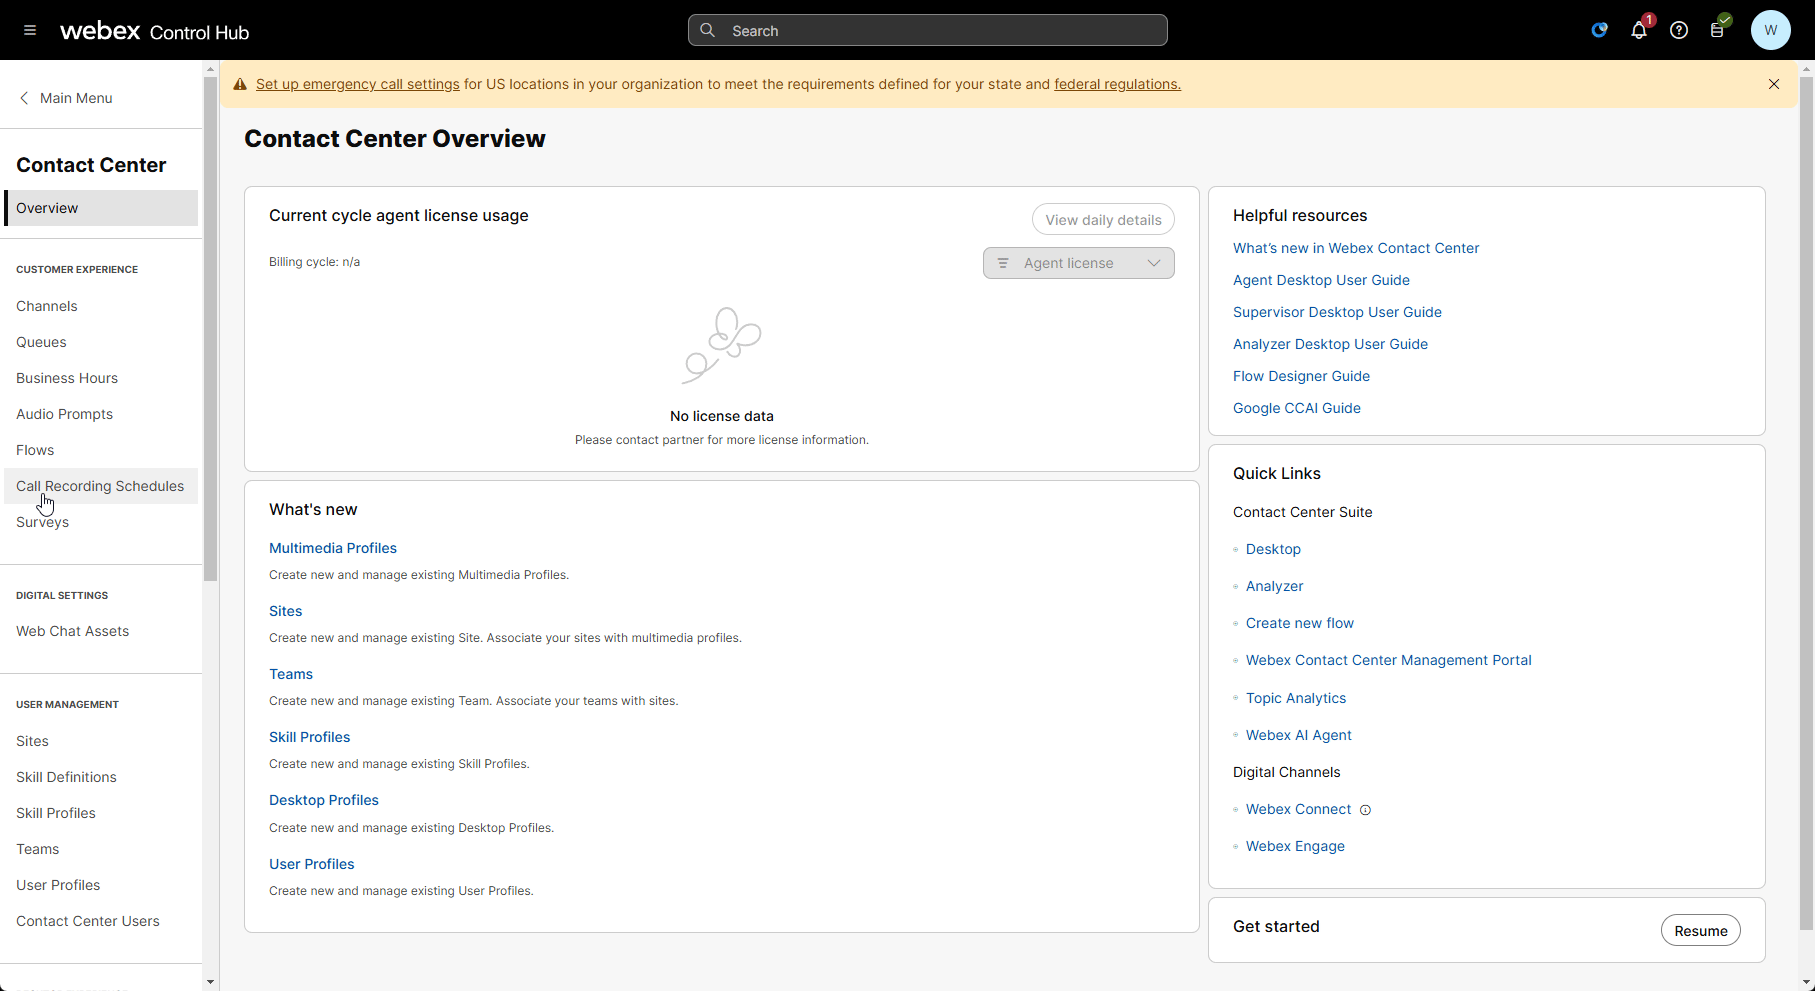 webex Control Hub
Search
1
W
Main Menu
Contact Center
Overview
CUSTOMER EXPERIENCE
Channels
Queues
Business Hours
Audio Prompts
Flows
Call Recording Schedules
Surveys
DIGITAL SETTINGS
Web Chat Assets
USER MANAGEMENT
Sites
Skill Definitions
Skill Profiles
Teams
User Profiles
Contact Center Users
Set up emergency call settings for US locations in your organization to meet the requirements defined for your state and federal regulations.
Contact Center Overview
Current cycle agent license usage
View daily details
Billing cycle: n/a
Agent license
No license data
Please contact partner for more license information.
What's new
Multimedia Profiles
Create new and manage existing Multimedia Profiles.
Sites
Create new and manage existing Site. Associate your sites with multimedia profiles.
Teams
Create new and manage existing Team. Associate your teams with sites.
Skill Profiles
Create new and manage existing Skill Profiles.
Desktop Profiles
Create new and manage existing Desktop Profiles.
User Profiles
Create new and manage existing User Profiles.
Helpful resources
What's new in Webex Contact Center
Agent Desktop User Guide
Supervisor Desktop User Guide
Analyzer Desktop User Guide
Flow Designer Guide
Google CCAI Guide
Quick Links
Contact Center Suite
Desktop
Analyzer
Create new flow
Webex Contact Center Management Portal
Topic Analytics
Webex AI Agent
Digital Channels
Webex Connect
Webex Engage
Get started
Resume